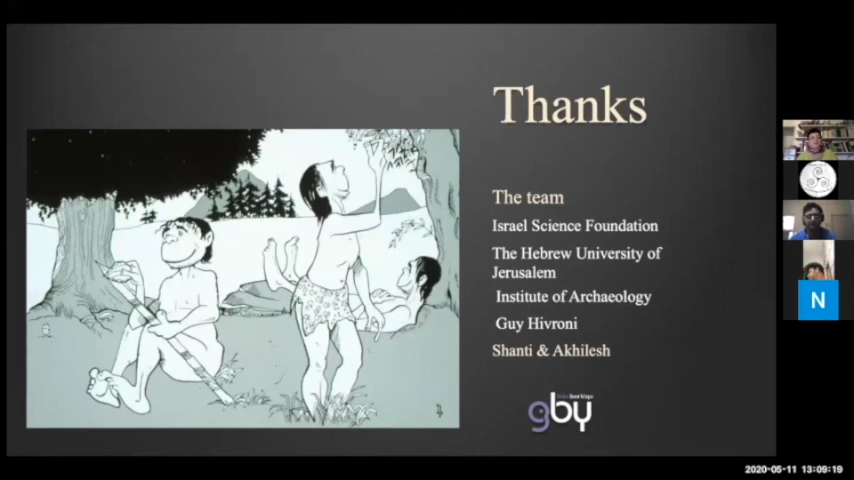 Thanks
The team
Israel Science Foundation
The Hebrew University of
Jerusalem
Institute of Archaeology
Guy Hivroni
Shanti & Akhilesh
gby
N
2020-05-11 13:09:19